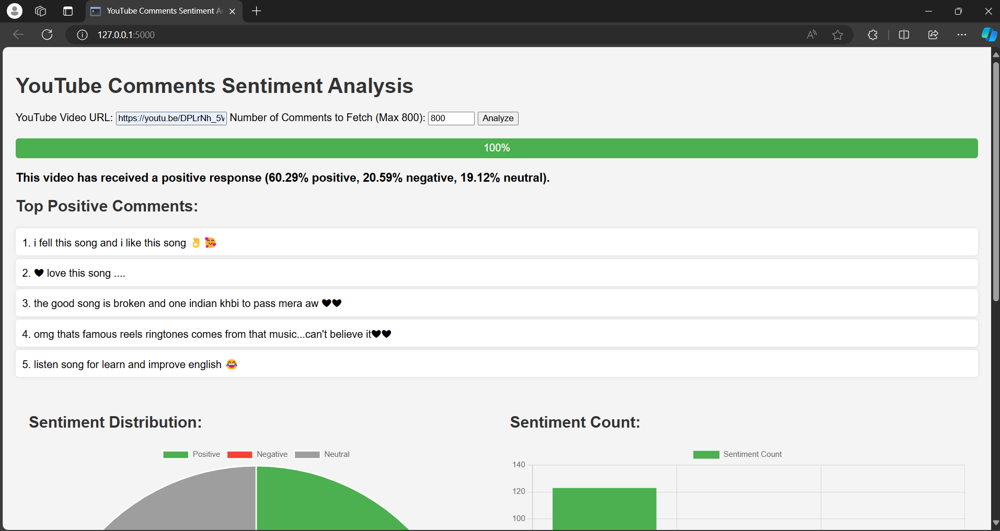 YouTube Comments Sentiment A
127.0.0.1:5000
YouTube Comments Sentiment Analysis
YouTube Video URL: https://youtu.be/DPLrNh_5 Number of Comments to Fetch (Max 800): 800 Analyze
100%
This video has received a positive response (60.29% positive, 20.59% negative, 19.12% neutral).
Top Positive Comments:
1. i fell this song and i like this song 👌 🥰
2. 🖤 love this song ....
3. the good song is broken and one indian khbi to pass mera aw 🖤🖤
4. omg thats famous reels ringtones comes from that music...can't believe it🖤🖤
5. listen song for learn and improve english 😂
Sentiment Distribution:
Positive Negative Neutral
Sentiment Count:
Sentiment Count
140
120
100